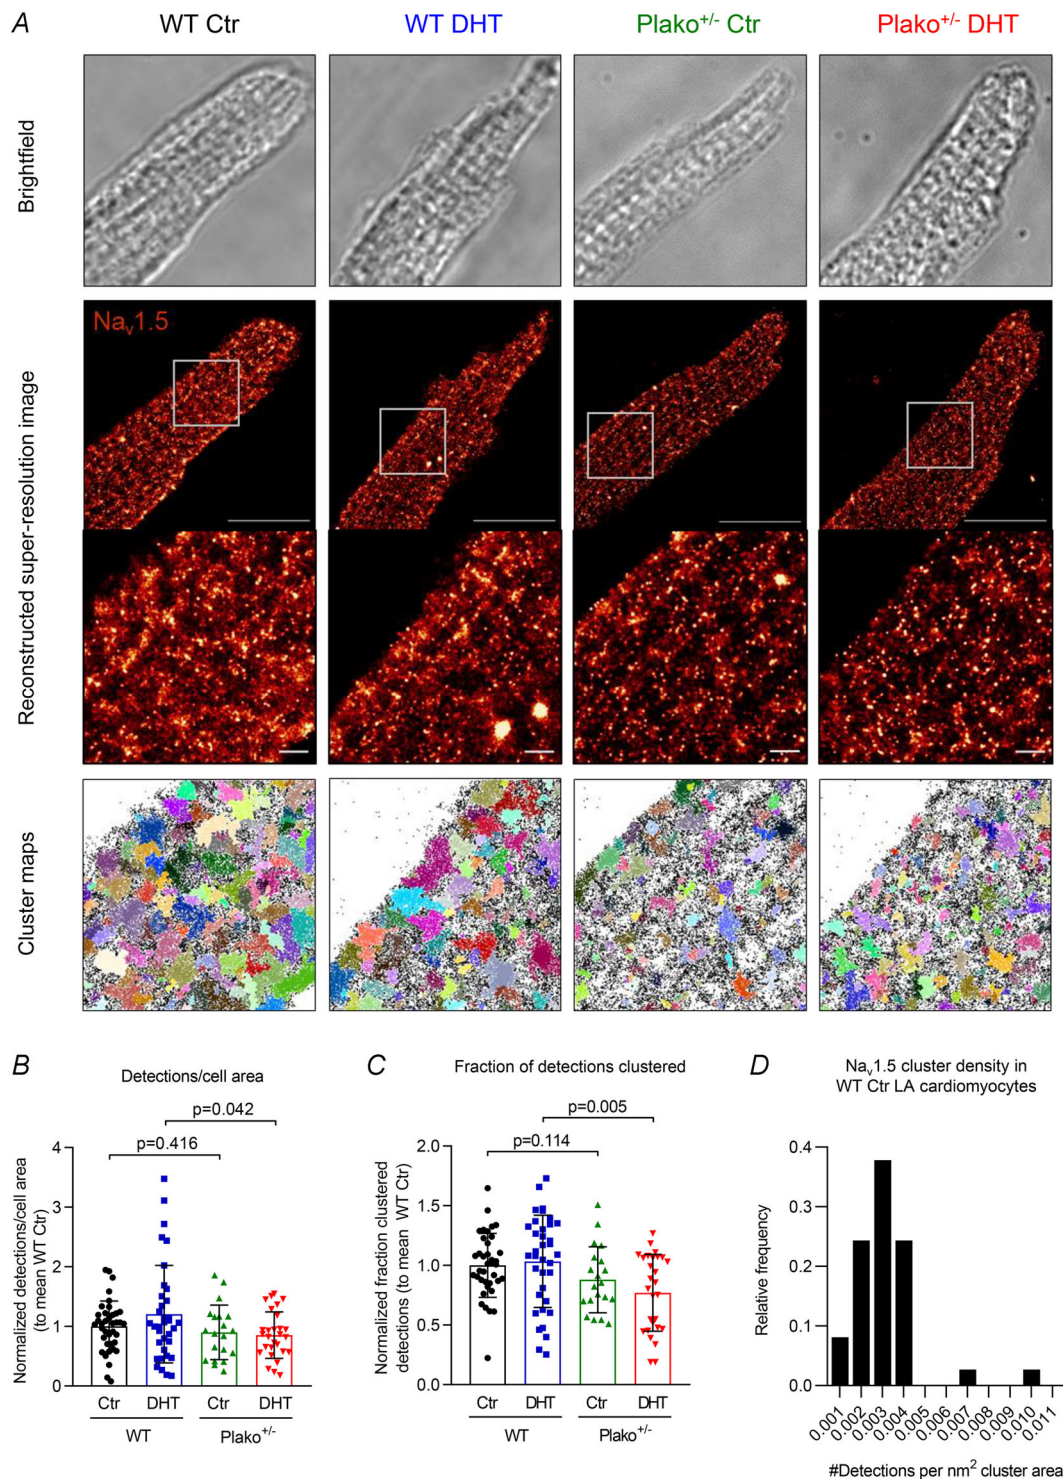 A
WT Ctr
WT DHT
Plako+/- Ctr
Plako+/- DHT
Brightfield
Reconstructed super-resolution image
Nav1.5
Cluster maps
B
Detections/cell area
p=0.042
p=0.416
Normalized detections/cell area
(to mean WT Ctr)
4
3
2
1
0
Ctr
DHT
Ctr
DHT
WT
Plako+/-
C
Fraction of detections clustered
p=0.005
p=0.114
Normalized fraction clustered
detections (to mean WT Ctr)
2.0
1.5
1.0
0.5
0.0
Ctr
DHT
Ctr
DHT
WT
Plako+/-
D
Nav1.5 cluster density in
WT Ctr LA cardiomyocytes
Relative frequency
0.4
0.3
0.2
0.1
0.0
0.001
0.002
0.003
0.004
0.005
0.006
0.007
0.008
0.009
0.010
0.011
#Detections per nm2 cluster area